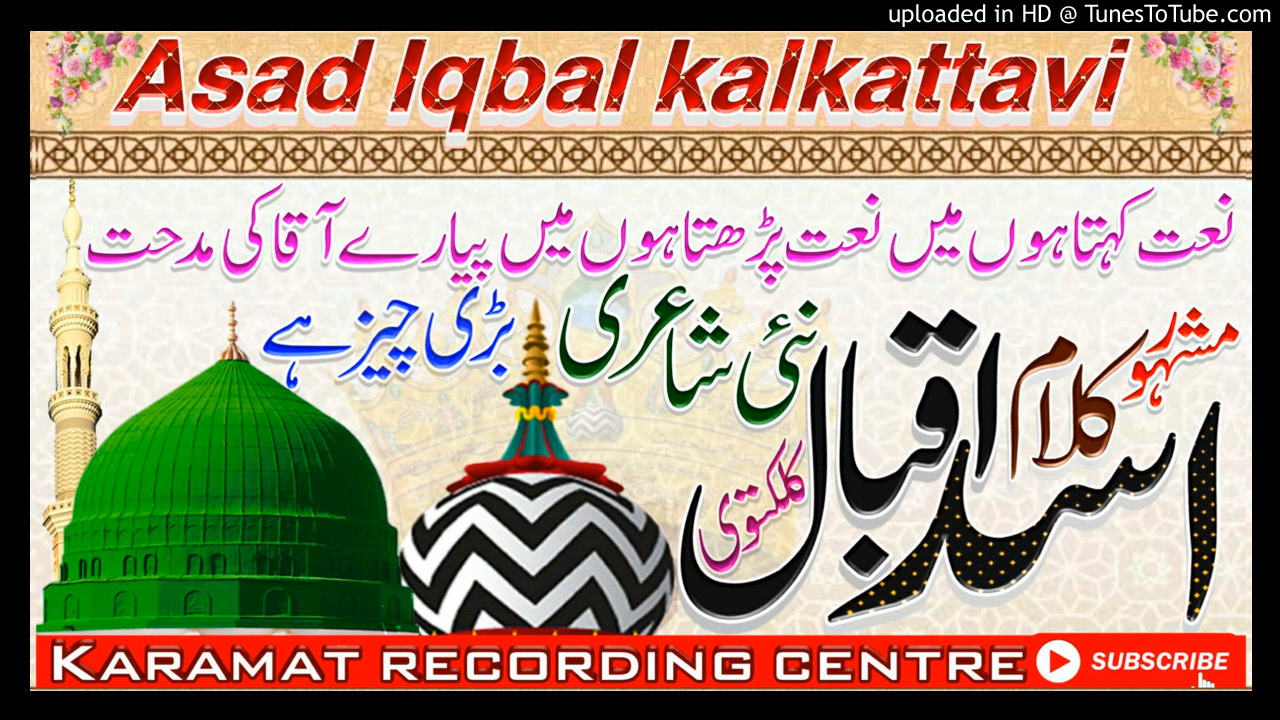 uploaded in HD @ TunesToTube.com
Asad Iqbal kalkattavi
نعت کہتا ہوں میں نعت پڑھتا ہوں میں پیارے آقا کی مدحت
بڑی چیز ہے
نئی شاعری
مشہور
کلام
اسد اقبال
کلکتوی
KARAMAT RECORDING CENTRE
SUBSCRIBE